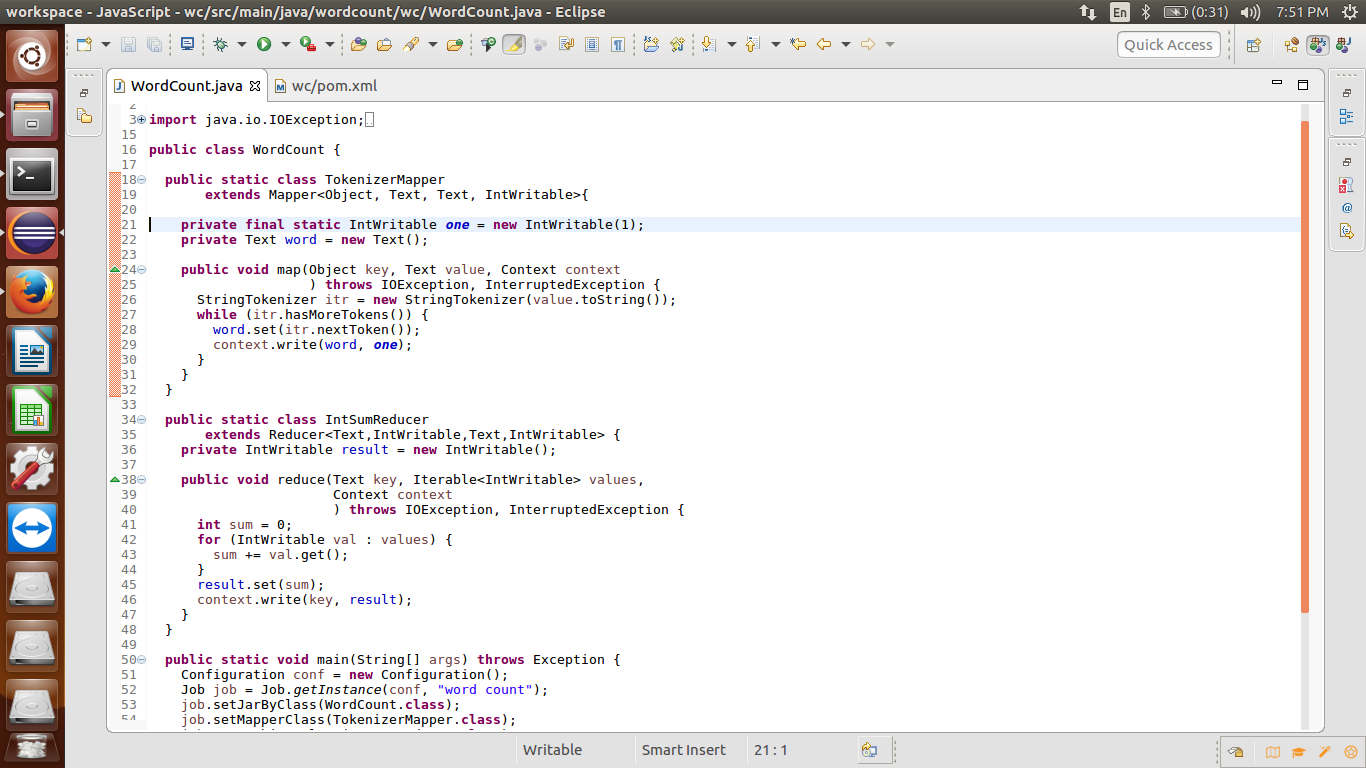 workspace - JavaScript - wc/src/main/java/wordcount/wc/WordCount.java - Eclipse
En (0:31) 7:51 PM
Quick Access
WordCount.java wc/pom.xml
2
3 import java.io.IOException;
15
16 public class WordCount {
17
18 public static class TokenizerMapper
19 extends Mapper<Object, Text, Text, IntWritable>{
20
21 private final static IntWritable one = new IntWritable(1);
22 private Text word = new Text();
23
24 public void map(Object key, Text value, Context context
25 ) throws IOException, InterruptedException {
26 StringTokenizer itr = new StringTokenizer(value.toString());
27 while (itr.hasMoreTokens()) {
28 word.set(itr.nextToken());
29 context.write(word, one);
30 }
31 }
32 }
33
34 public static class IntSumReducer
35 extends Reducer<Text,IntWritable,Text,IntWritable> {
36 private IntWritable result = new IntWritable();
37
38 public void reduce(Text key, Iterable<IntWritable> values,
39 Context context
40 ) throws IOException, InterruptedException {
41 int sum = 0;
42 for (IntWritable val : values) {
43 sum += val.get();
44 }
45 result.set(sum);
46 context.write(key, result);
47 }
48 }
49
50 public static void main(String[] args) throws Exception {
51 Configuration conf = new Configuration();
52 Job job = Job.getInstance(conf, "word count");
53 job.setJarByClass(WordCount.class);
54 job.setMapperClass(TokenizerMapper.class);
Writable Smart Insert 21 : 1